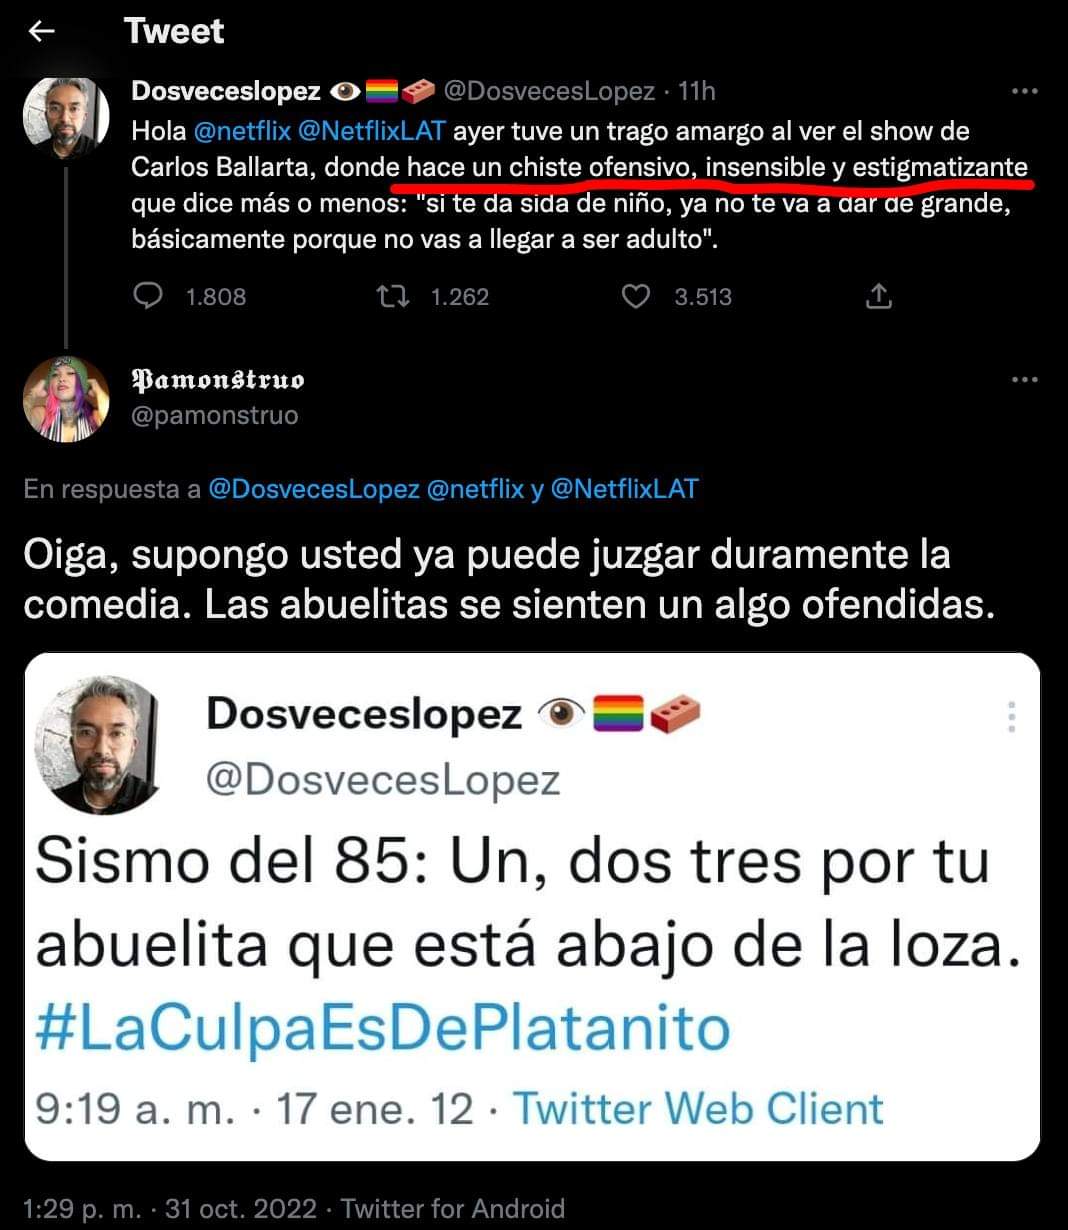 Tweet
Dosveceslopez 👁️🏳️‍🌈🧱 @DosvecesLopez · 11h
Hola @netflix @NetflixLAT ayer tuve un trago amargo al ver el show de
Carlos Ballarta, donde hace un chiste ofensivo, insensible y estigmatizante
que dice más o menos: "si te da sida de niño, ya no te va a dar de grande,
básicamente porque no vas a llegar a ser adulto".
1.808 1.262 3.513
𝕻𝖆𝖒𝖔𝖓𝖘𝖙𝖗𝖚𝖔
@pamonstruo
En respuesta a @DosvecesLopez @netflix y @NetflixLAT
Oiga, supongo usted ya puede juzgar duramente la
comedia. Las abuelitas se sienten un algo ofendidas.
Dosveceslopez 👁️🏳️‍🌈🧱
@DosvecesLopez
Sismo del 85: Un, dos tres por tu
abuelita que está abajo de la loza.
#LaCulpaEsDePlatanito
9:19 a. m. · 17 ene. 12 · Twitter Web Client
1:29 p. m. · 31 oct. 2022 · Twitter for Android